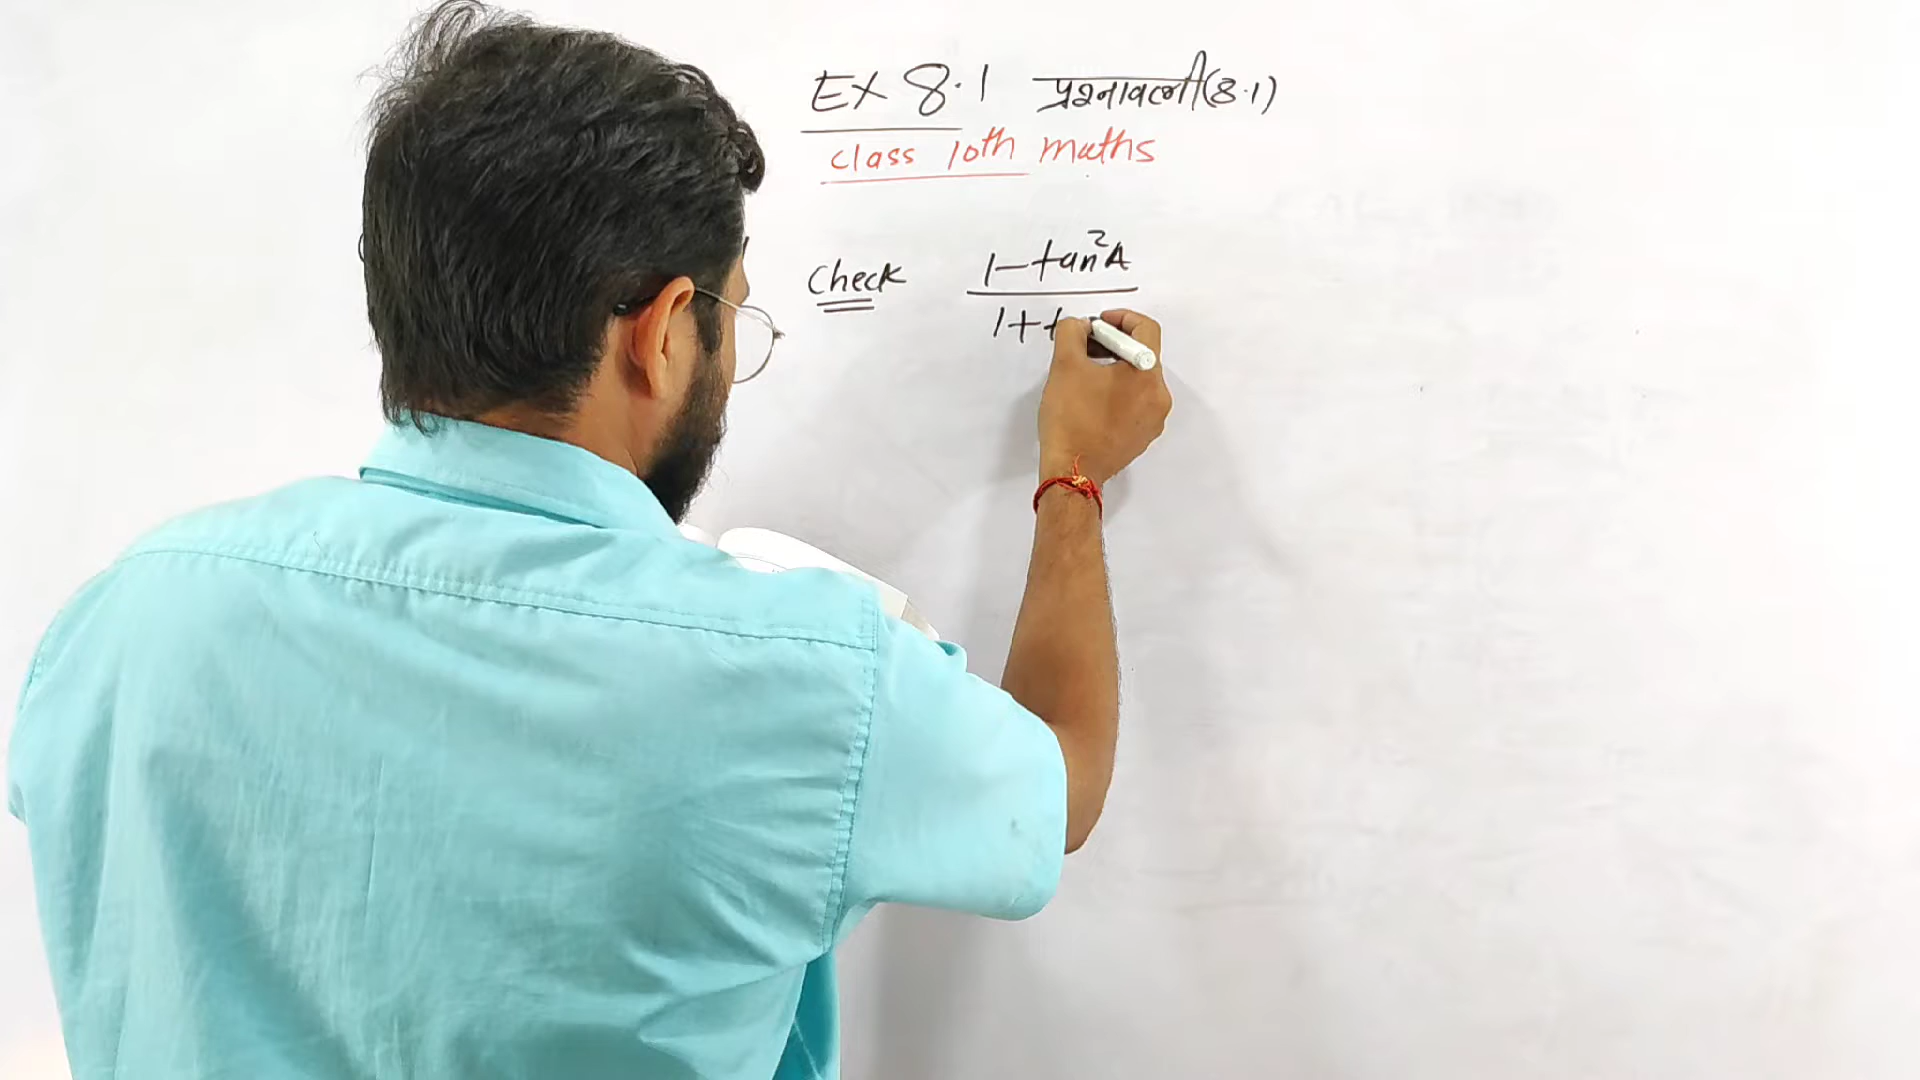 Ex 8.1 प्रश्नावली (8.1)
class 10th maths
Check 1-tan²A
1+t